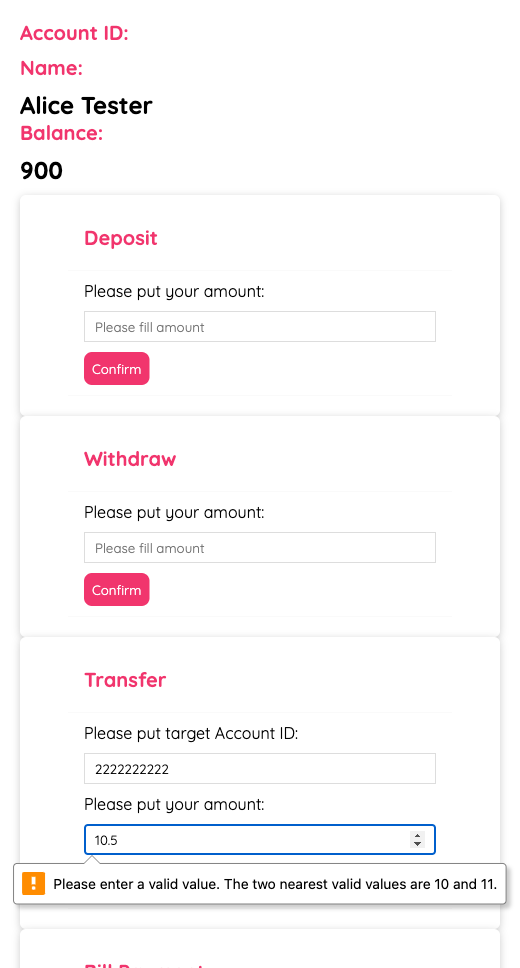 Account ID:
Name:
Alice Tester
Balance:
900
Deposit
Please put your amount:
Please fill amount
Confirm
Withdraw
Please put your amount:
Please fill amount
Confirm
Transfer
Please put target Account ID:
2222222222
Please put your amount:
10.5
Please enter a valid value. The two nearest valid values are 10 and 11.